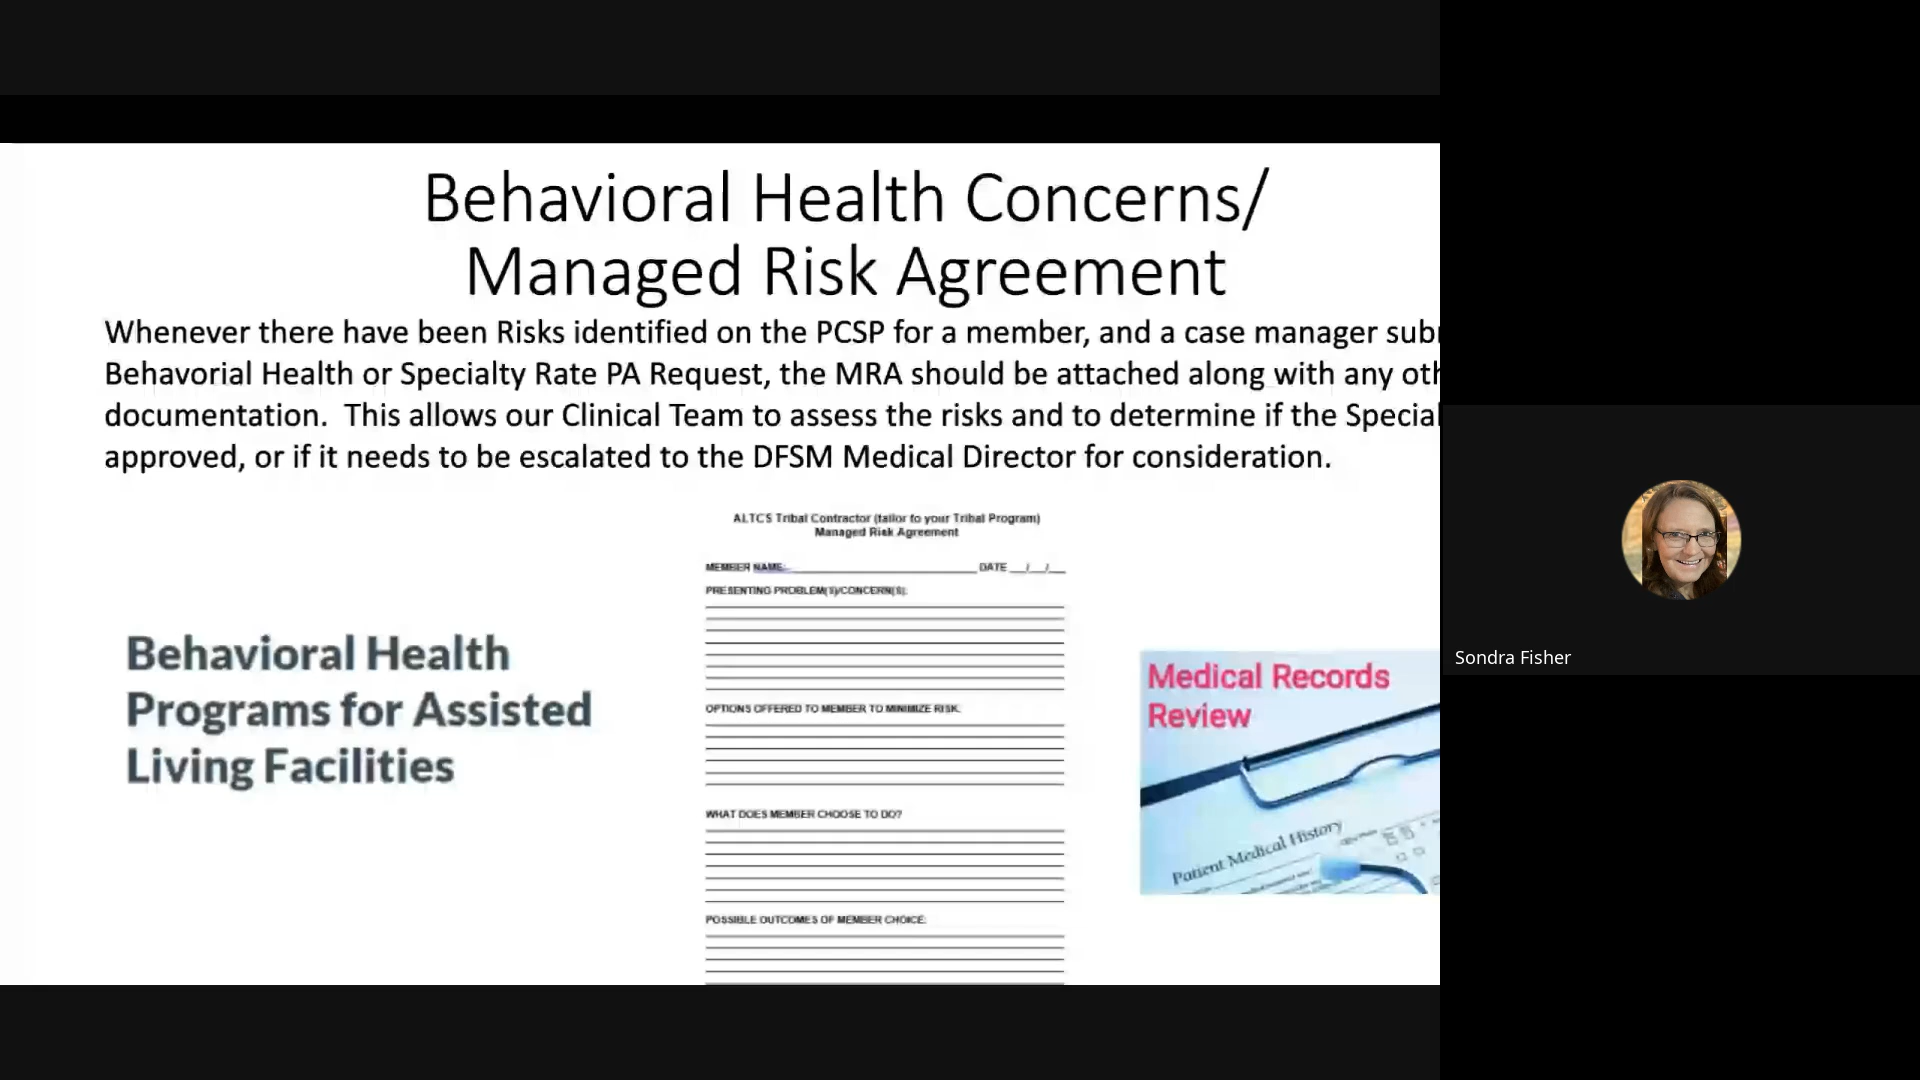 Behavioral Health Concerns/
Managed Risk Agreement
Whenever there have been Risks identified on the PCSP for a member, and a case manager sub
Behavorial Health or Specialty Rate PA Request, the MRA should be attached along with any oth
documentation.  This allows our Clinical Team to assess the risks and to determine if the Special
approved, or if it needs to be escalated to the DFSM Medical Director for consideration.
ALTCS Tribal Contractor (tailor to your Tribal Program)
Managed Risk Agreement
MEMBER NAME: DATE __/__/__
PRESENTING PROBLEM(S)/CONCERN(S):
OPTIONS OFFERED TO MEMBER TO MINIMIZE RISK:
WHAT DOES MEMBER CHOOSE TO DO?
POSSIBLE OUTCOMES OF MEMBER CHOICE:
Behavioral Health
Programs for Assisted
Living Facilities
Medical Records
Review
Patient Medical History
Sondra Fisher